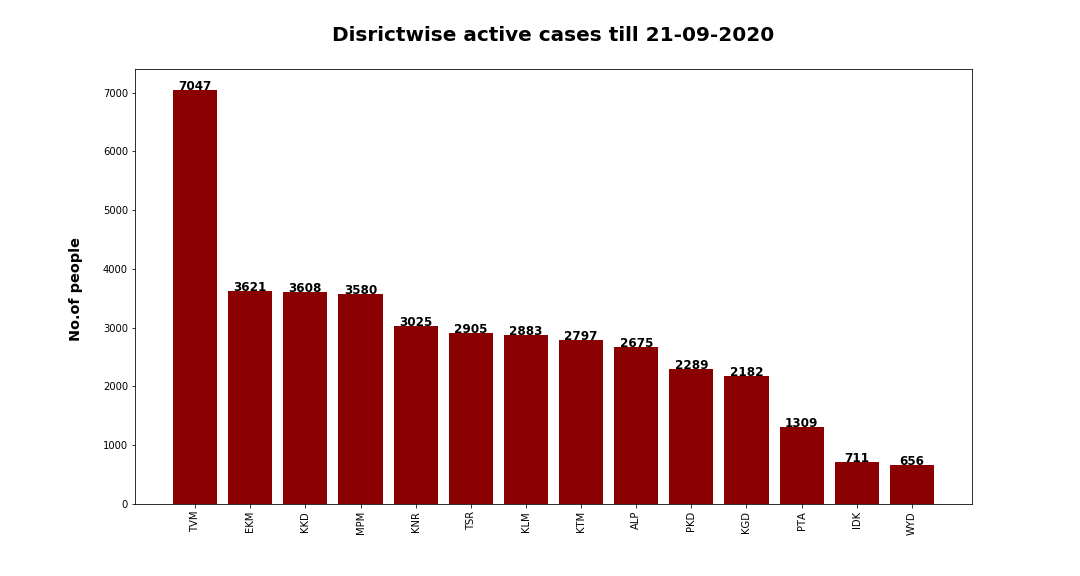 Disrictwise active cases till 21-09-2020
No.of people
7000
6000
5000
4000
3000
2000
1000
0
7047
3621
3608
3580
3025
2905
2883
2797
2675
2289
2182
1309
711
656
TVM
EKM
KKD
MPM
KNR
TSR
KLM
KTM
ALP
PKD
KGD
PTA
IDK
WYD